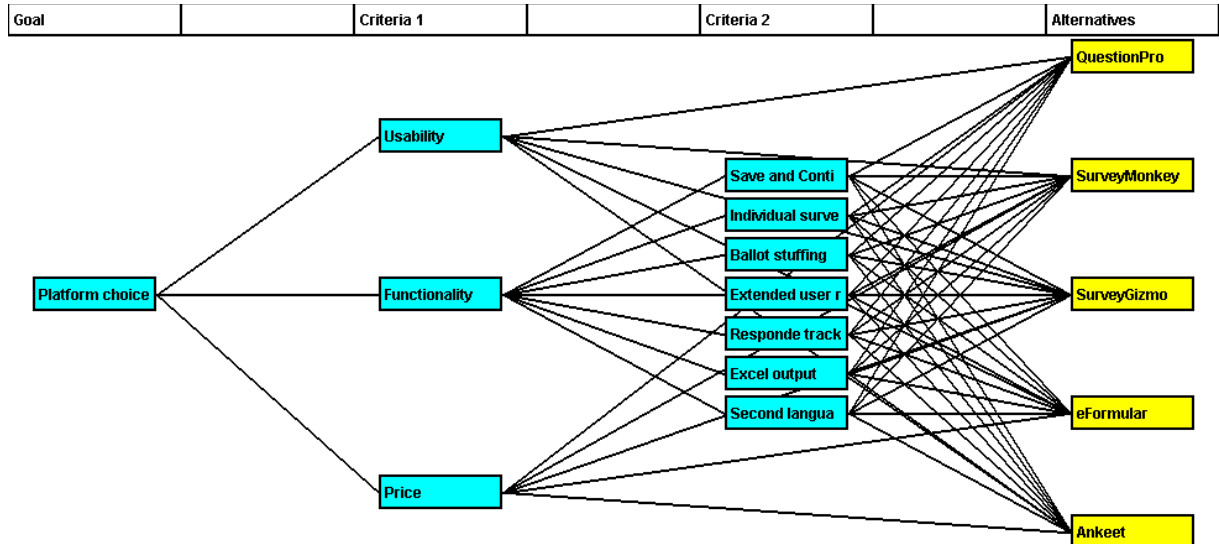 Goal Criteria 1 Criteria 2 Alternatives
QuestionPro
Usability
Save and Conti SurveyMonkey
Individual surve
Ballot stuffing
Platform choice Functionality Extended user r SurveyGizmo
Responde track
Excel output
Second langua eFormular
Price
Ankeet